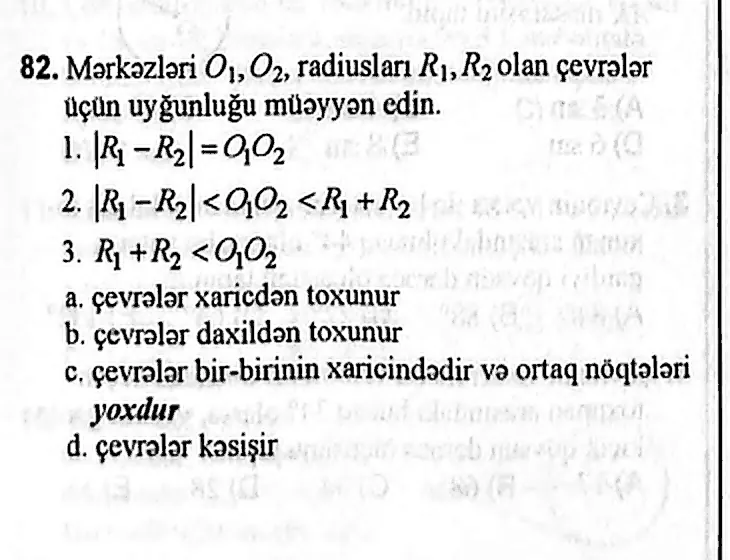 82. Mərkəzləri O₁, O₂, radiusları R₁, R₂ olan çevrələr
üçün uyğunluğu müəyyən edin.
1. |R₁ – R₂| = O₁O₂
2. |R₁ – R₂| < O₁O₂ < R₁ + R₂
3. R₁ + R₂ < O₁O₂
a. çevrələr xaricdən toxunur
b. çevrələr daxildən toxunur
c. çevrələr bir-birinin xaricindədir və ortaq nöqtələri
yoxdur
d. çevrələr kəsişir